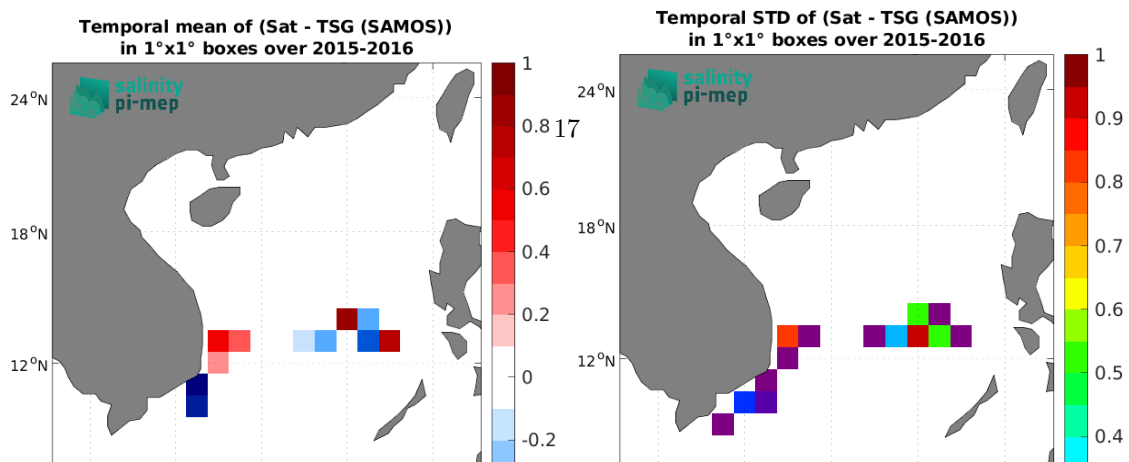 Temporal mean of (Sat - TSG (SAMOS))
in 1°x1° boxes over 2015-2016
salinity
pi-mep
24°N
18°N
12°N
1
0.8
0.6
0.4
0.2
0
-0.2
17
Temporal STD of (Sat - TSG (SAMOS))
in 1°x1° boxes over 2015-2016
salinity
pi-mep
24°N
18°N
12°N
1
0.9
0.8
0.7
0.6
0.5
0.4